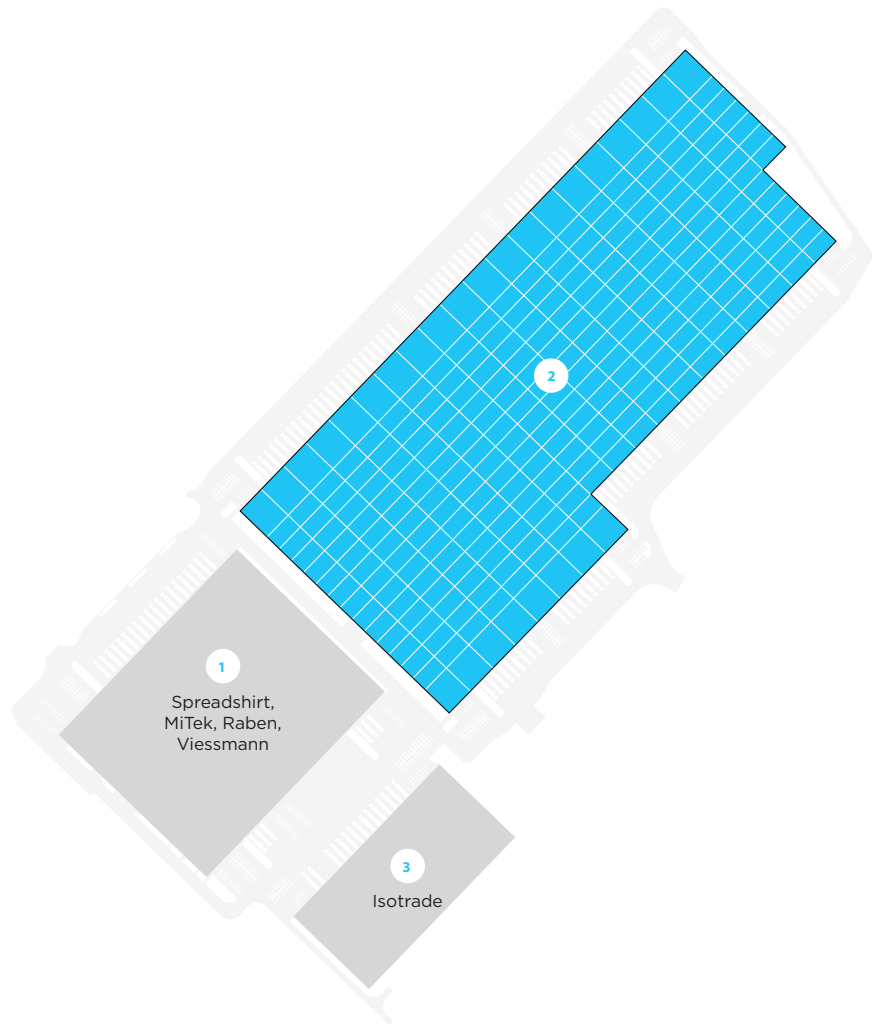 2
1
Spreadshirt,
MiTek, Raben,
Viessmann
3
Isotrade